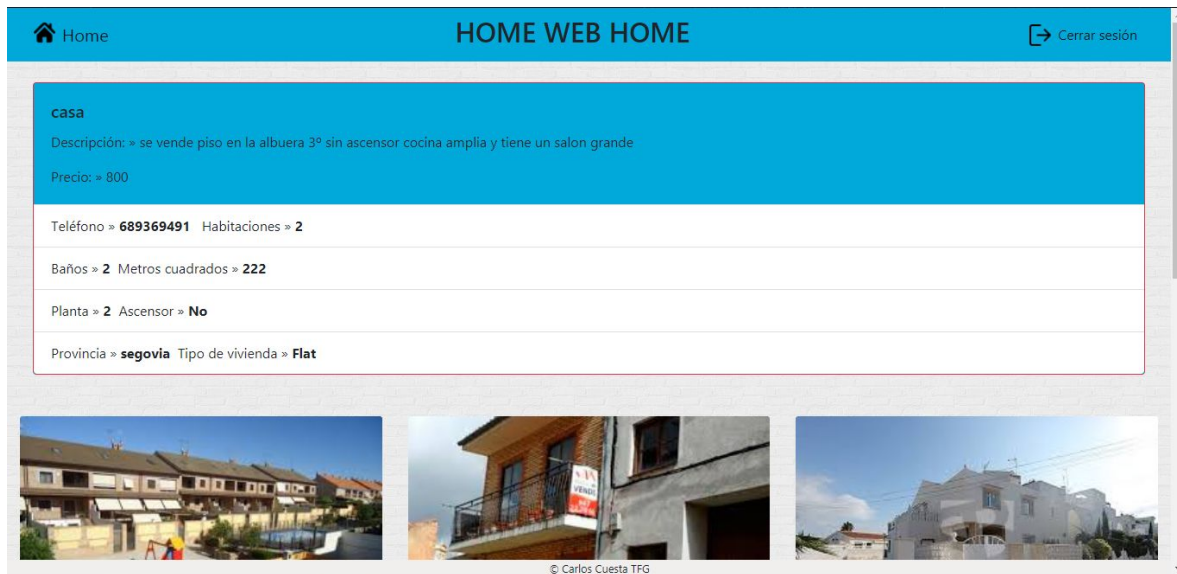 Home
HOME WEB HOME
Cerrar sesión
casa
Descripción: » se vende piso en la albuera 3º sin ascensor cocina amplia y tiene un salon grande
Precio: » 800
Teléfono » 689369491 Habitaciones » 2
Baños » 2 Metros cuadrados » 222
Planta » 2 Ascensor » No
Provincia » segovia Tipo de vivienda » Flat
VENDE
© Carlos Cuesta TFG